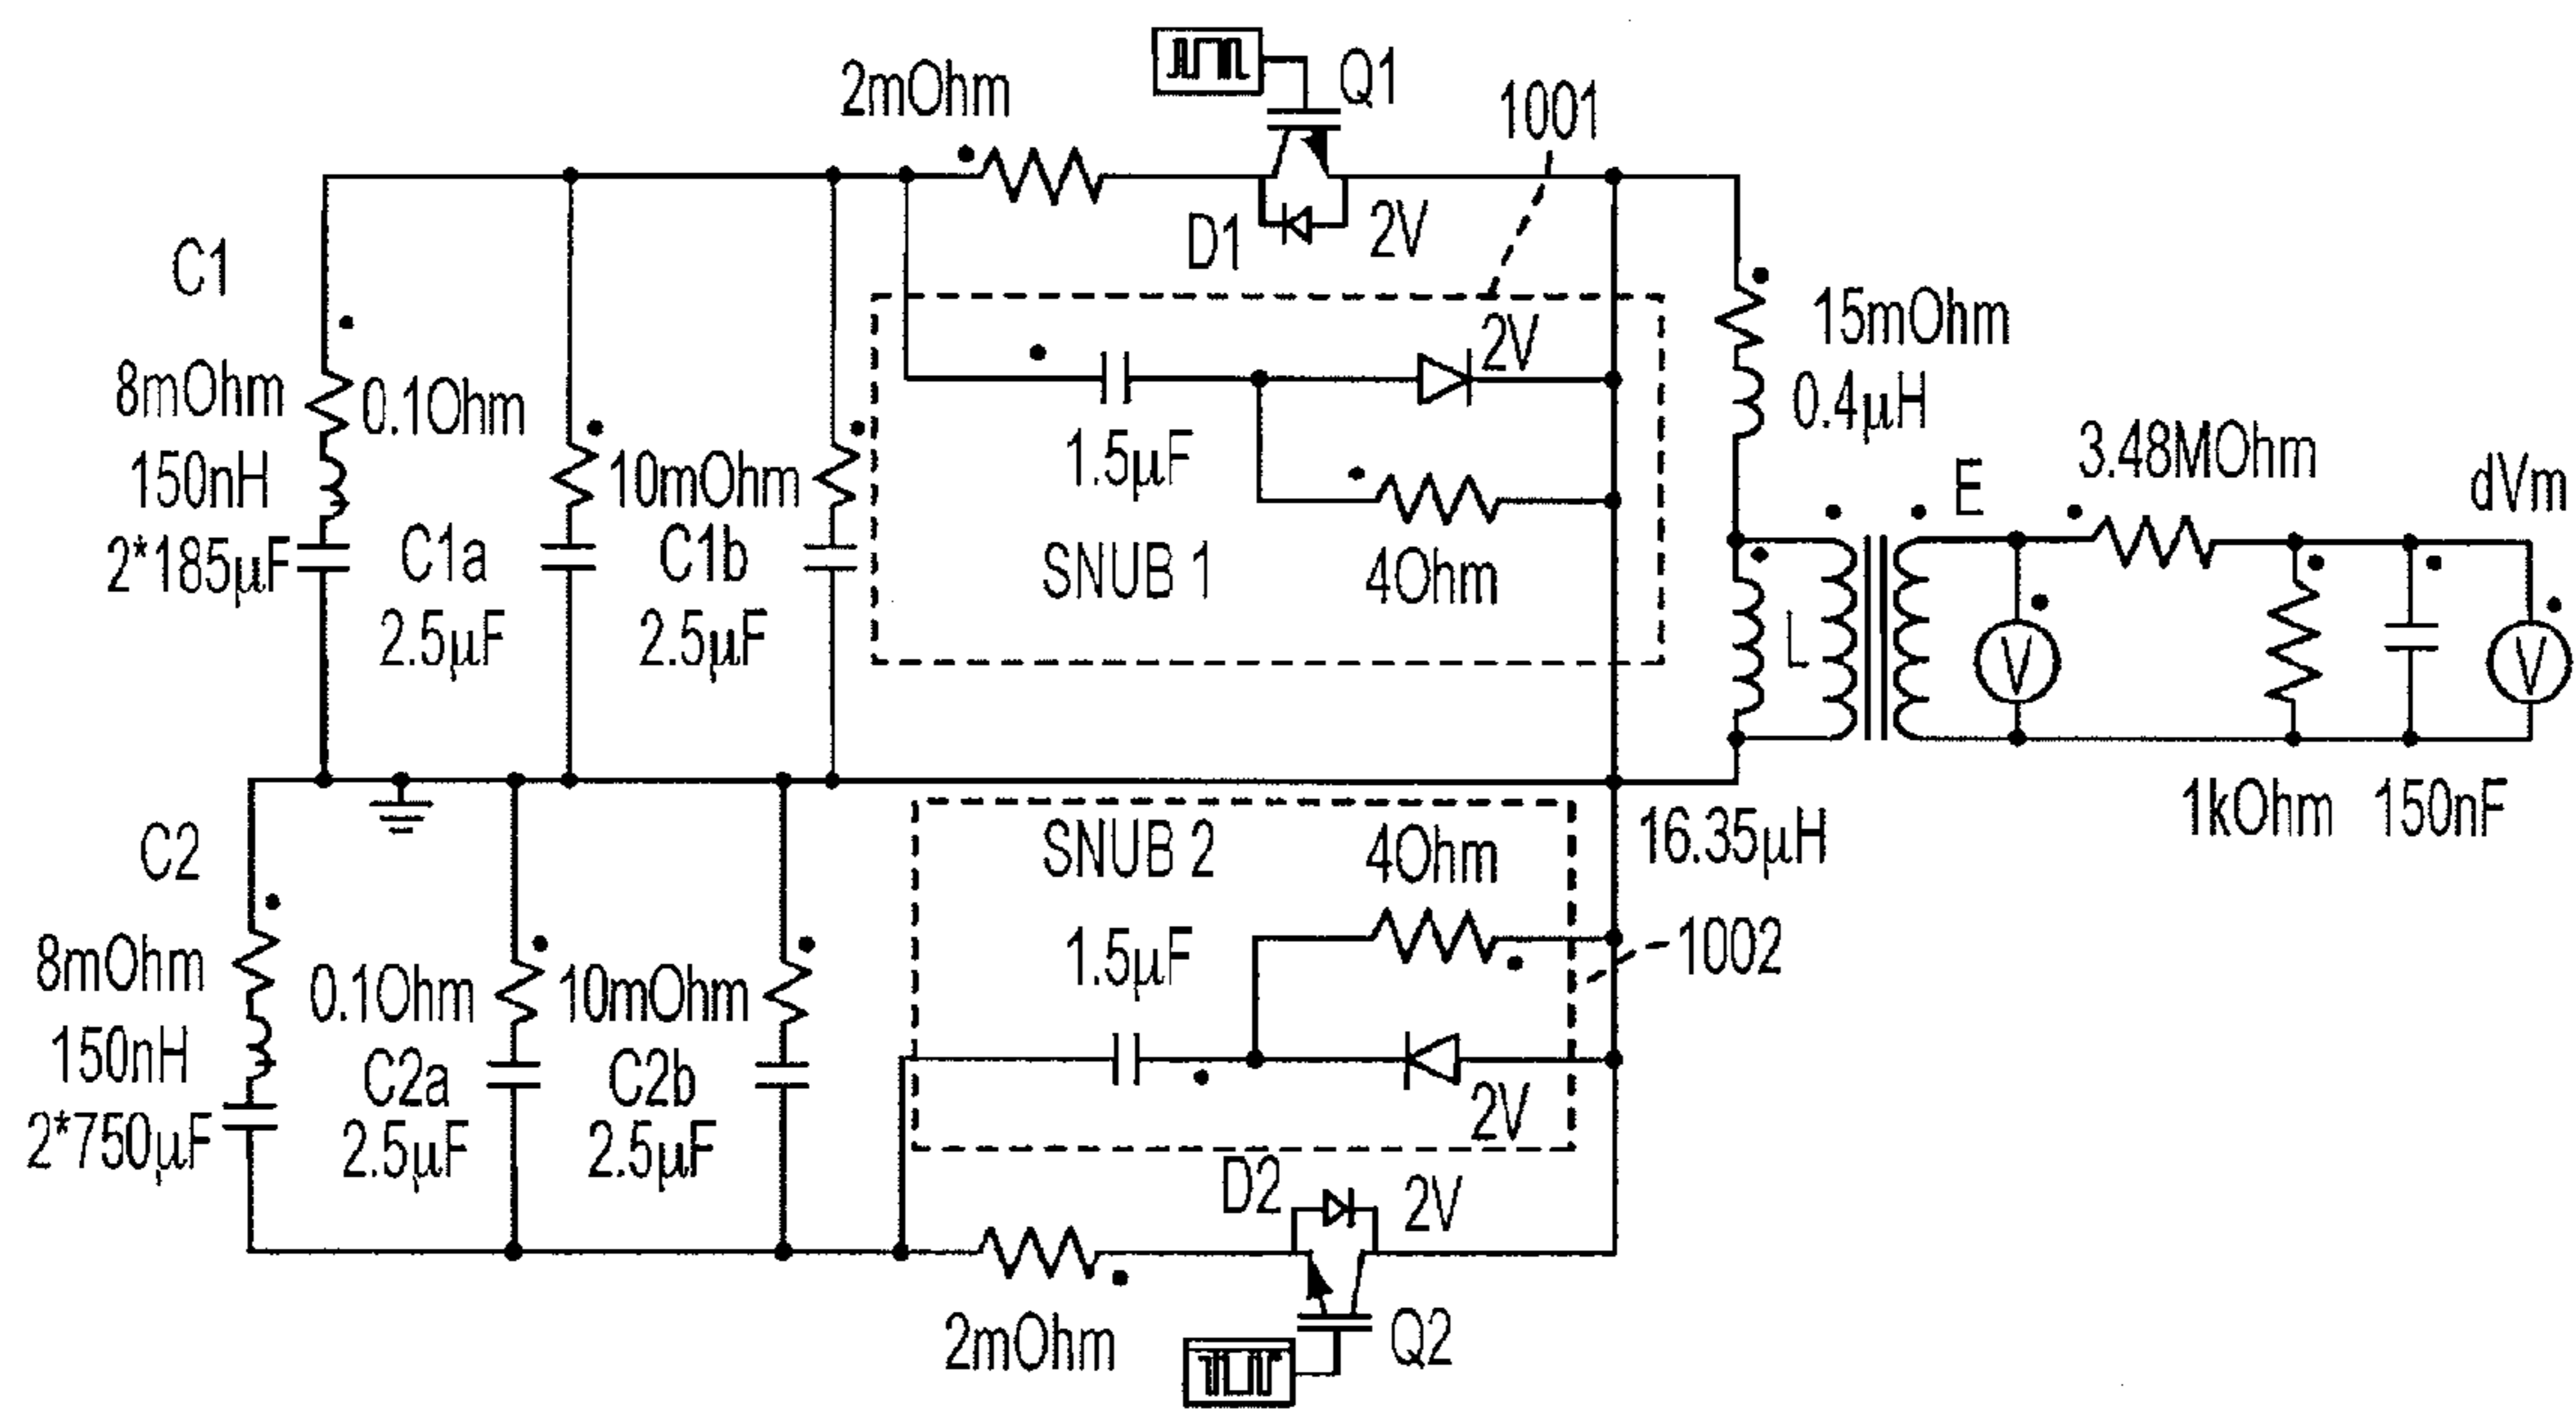 2mOhm
Q1
1001
D1
2V
C1
8mOhm
0.1Ohm
150nH
10mOhm
2*185µF
C1a
C1b
2.5µF
2.5µF
2V
1.5µF
SNUB 1
4Ohm
15mOhm
0.4µH
L
E
3.48MOhm
dVm
V
V
1kOhm
150nF
16.35µH
C2
8mOhm
0.1Ohm
10mOhm
150nH
C2a
C2b
2*750µF
2.5µF
2.5µF
SNUB 2
4Ohm
1.5µF
1002
2V
D2
2V
2mOhm
Q2